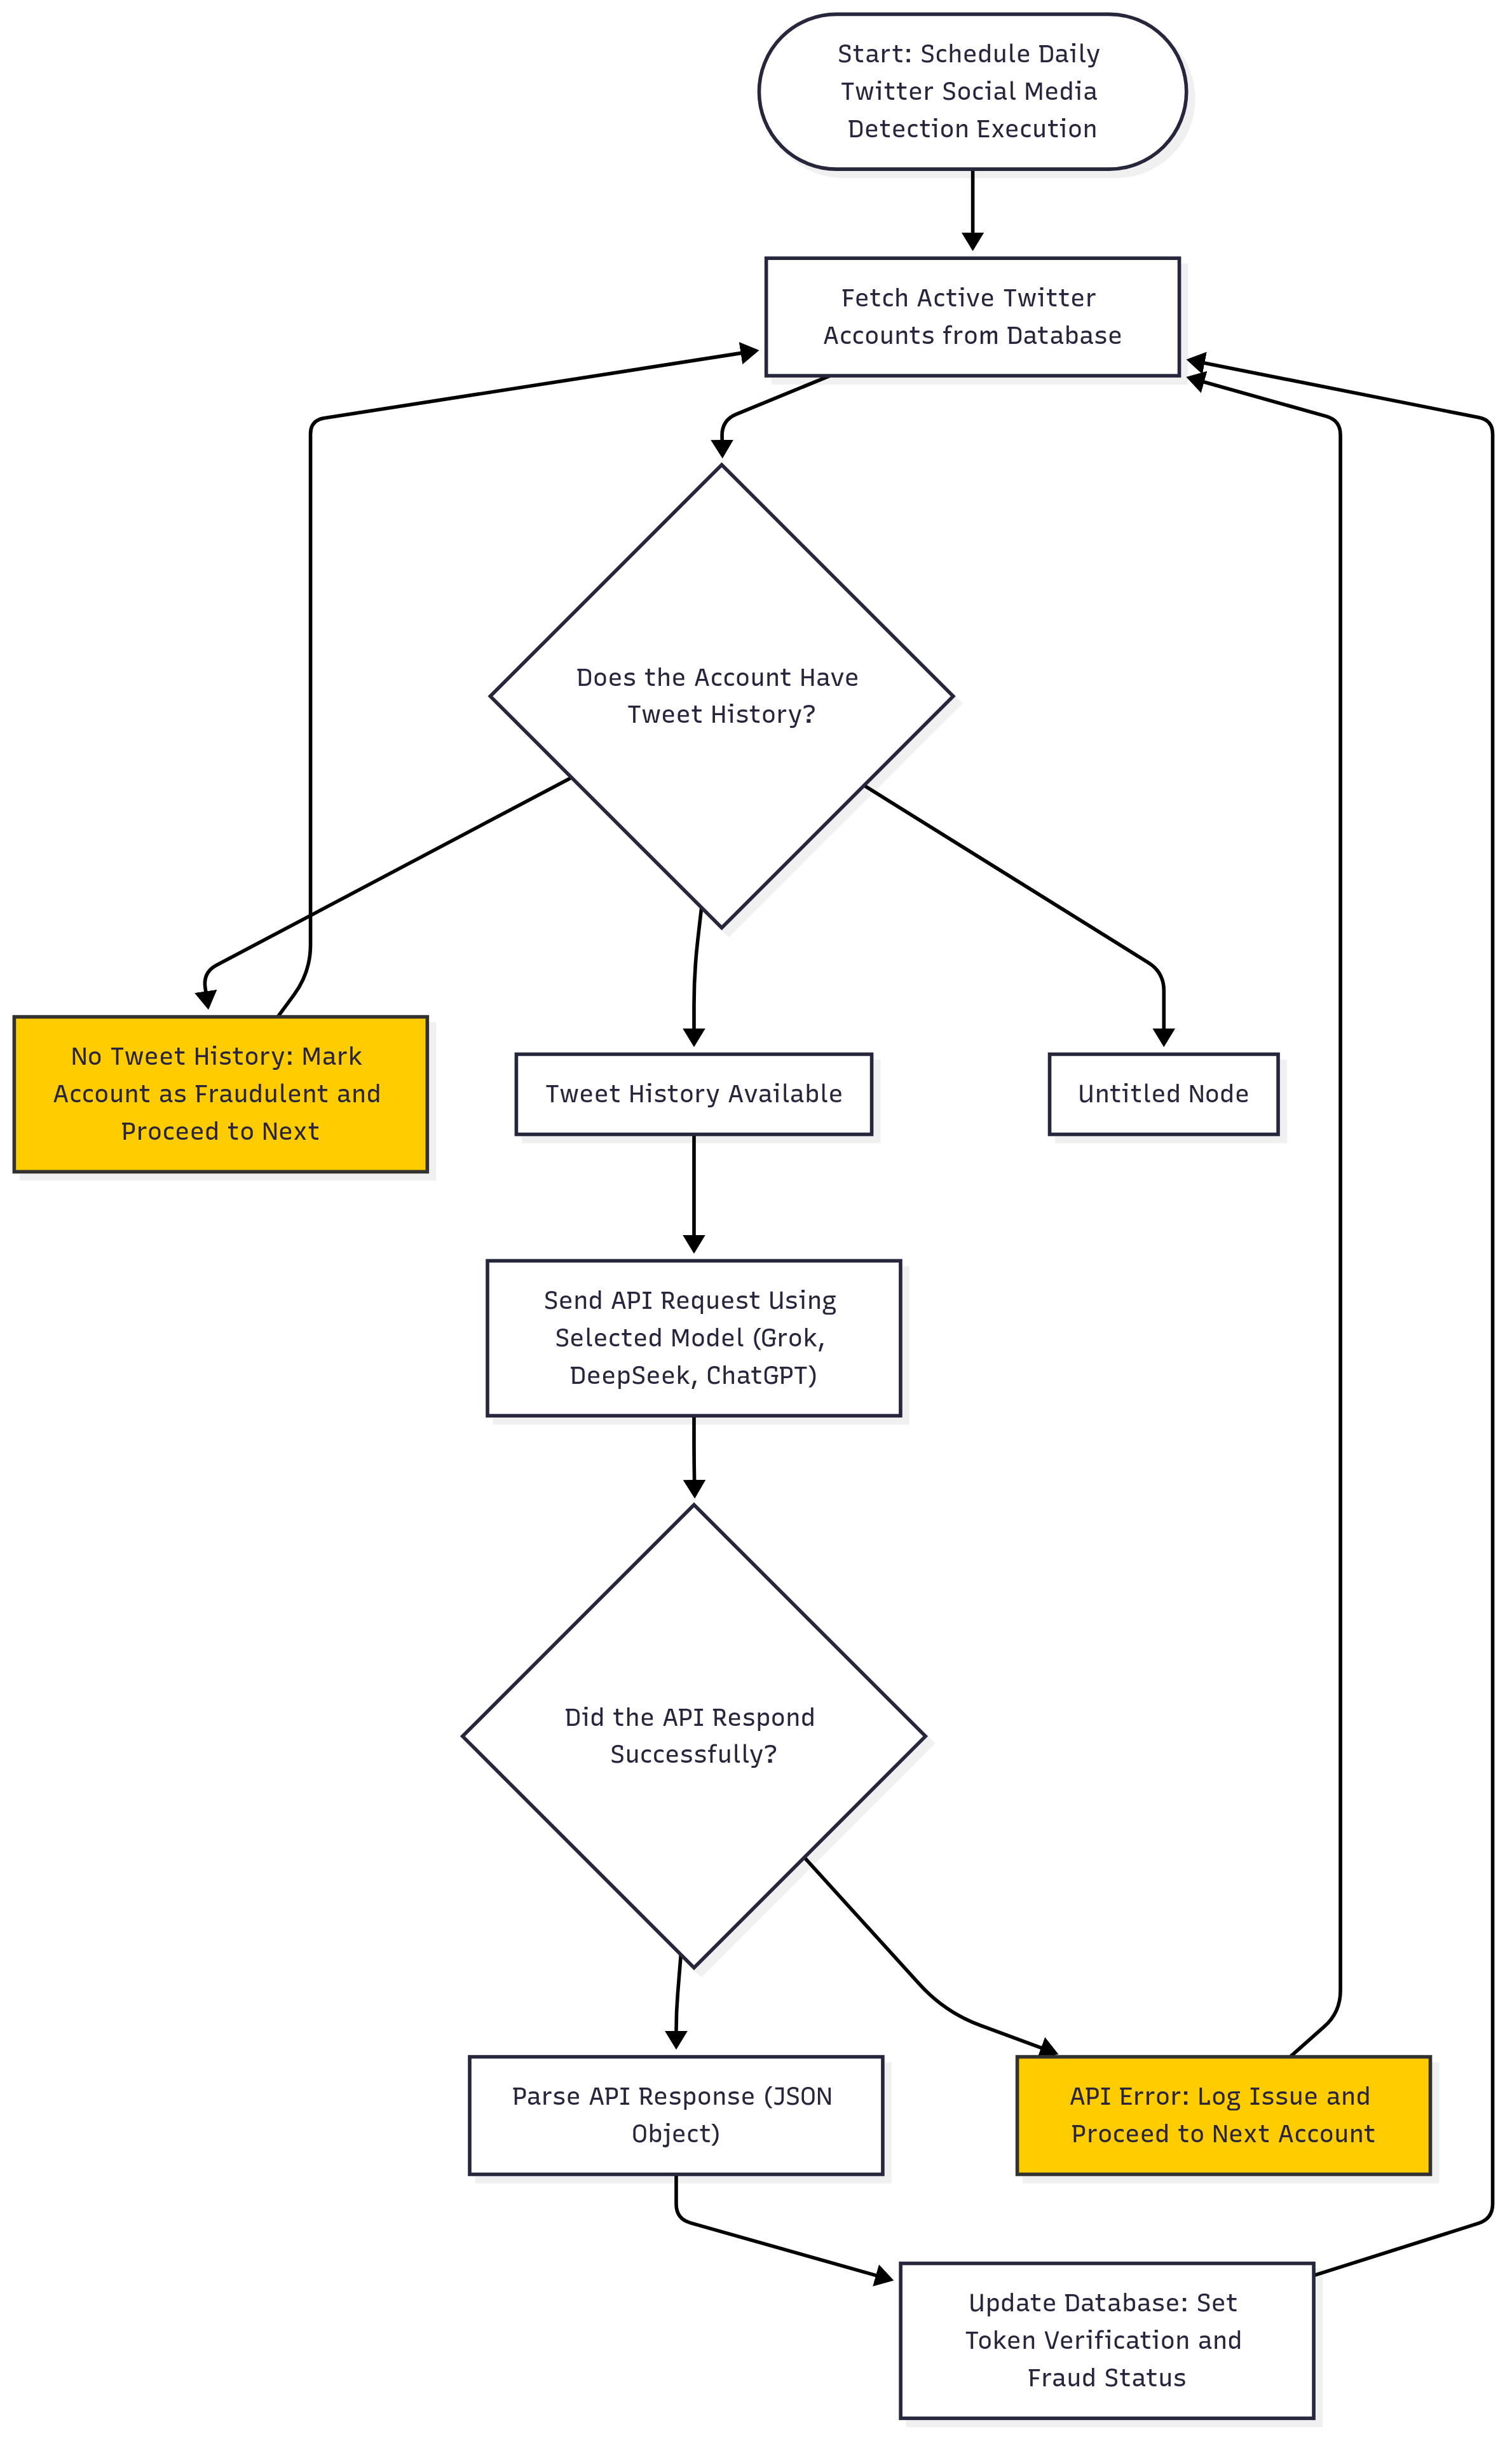 Start: Schedule Daily
Twitter Social Media
Detection Execution
Fetch Active Twitter
Accounts from Database
Does the Account Have
Tweet History?
No Tweet History: Mark
Account as Fraudulent and
Proceed to Next
Tweet History Available
Untitled Node
Send API Request Using
Selected Model (Grok,
DeepSeek, ChatGPT)
Did the API Respond
Successfully?
Parse API Response (JSON
Object)
API Error: Log Issue and
Proceed to Next Account
Update Database: Set
Token Verification and
Fraud Status